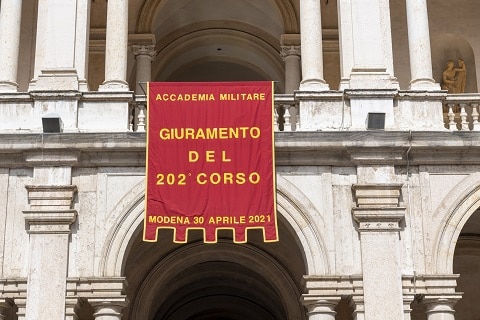 ACCADEMIA MILITARE
GIURAMENTO
DEL
202° CORSO
MODENA 30 APRILE 2021